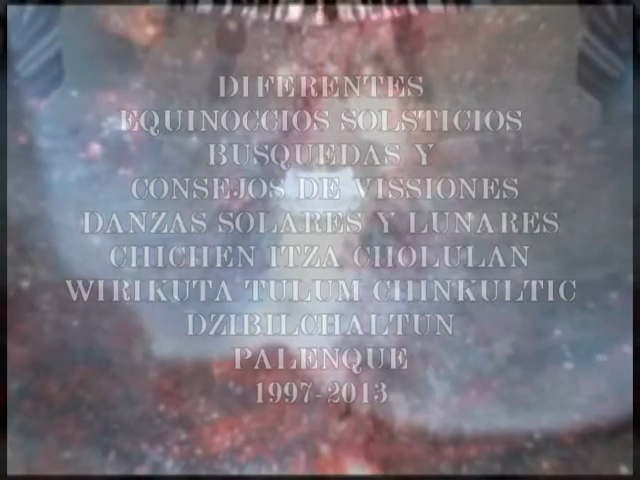 DIFERENTES
EQUINOCCIOS SOLSTICIOS
BUSQUEDAS Y
CONSEJOS DE VISSIONES
DANZAS SOLARES Y LUNARES
CHICHEN ITZA CHOLULAN
WIRIKUTA TULUM CHINKULTIC
DZIBILCHALTUN
PALENQUE
1997-2013